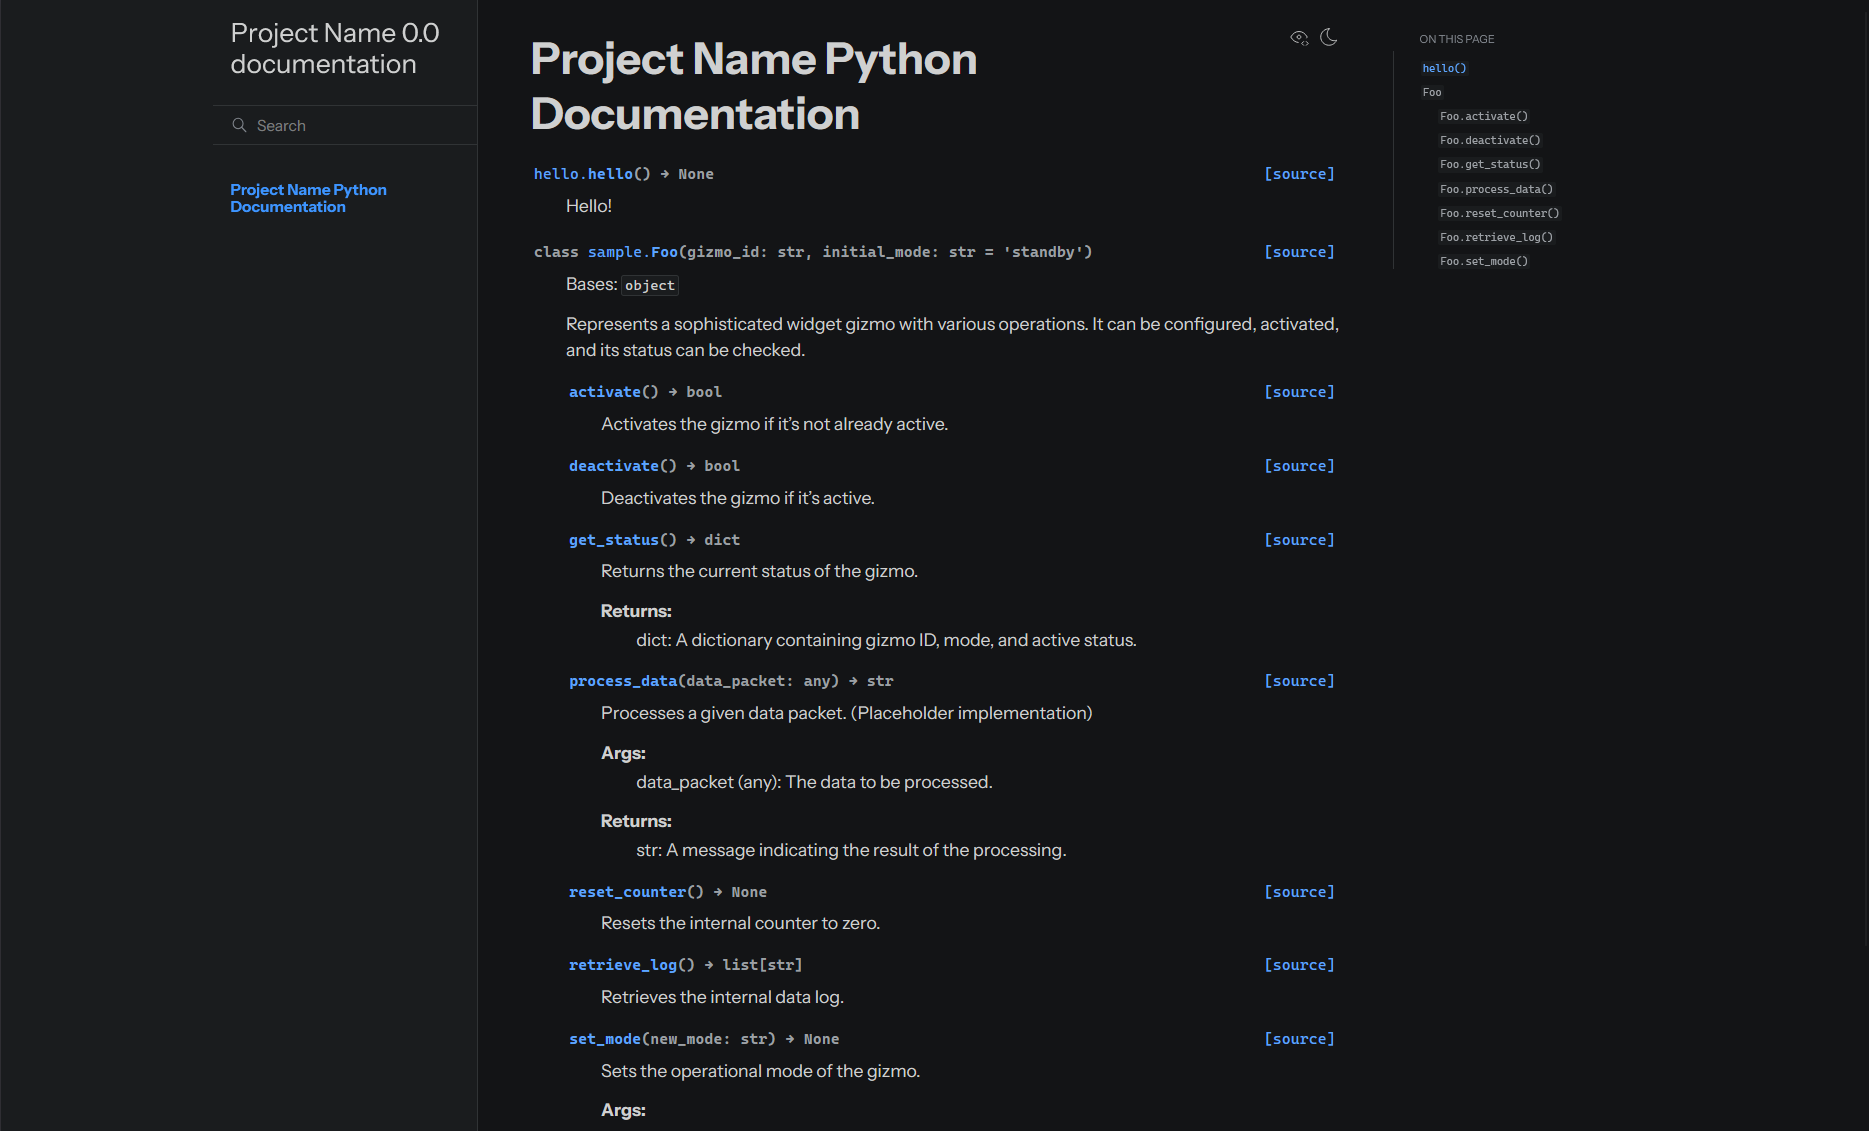 Project Name 0.0
documentation
Search
Project Name Python
Documentation
Project Name Python
Documentation
hello.hello() → None [source]
Hello!
class sample.Foo(gizmo_id: str, initial_mode: str = 'standby') [source]
Bases: object
Represents a sophisticated widget gizmo with various operations. It can be configured, activated,
and its status can be checked.
activate() → bool [source]
Activates the gizmo if it’s not already active.
deactivate() → bool [source]
Deactivates the gizmo if it’s active.
get_status() → dict [source]
Returns the current status of the gizmo.
Returns:
dict: A dictionary containing gizmo ID, mode, and active status.
process_data(data_packet: any) → str [source]
Processes a given data packet. (Placeholder implementation)
Args:
data_packet (any): The data to be processed.
Returns:
str: A message indicating the result of the processing.
reset_counter() → None [source]
Resets the internal counter to zero.
retrieve_log() → list[str] [source]
Retrieves the internal data log.
set_mode(new_mode: str) → None [source]
Sets the operational mode of the gizmo.
Args:
ON THIS PAGE
hello()
Foo
Foo.activate()
Foo.deactivate()
Foo.get_status()
Foo.process_data()
Foo.reset_counter()
Foo.retrieve_log()
Foo.set_mode()